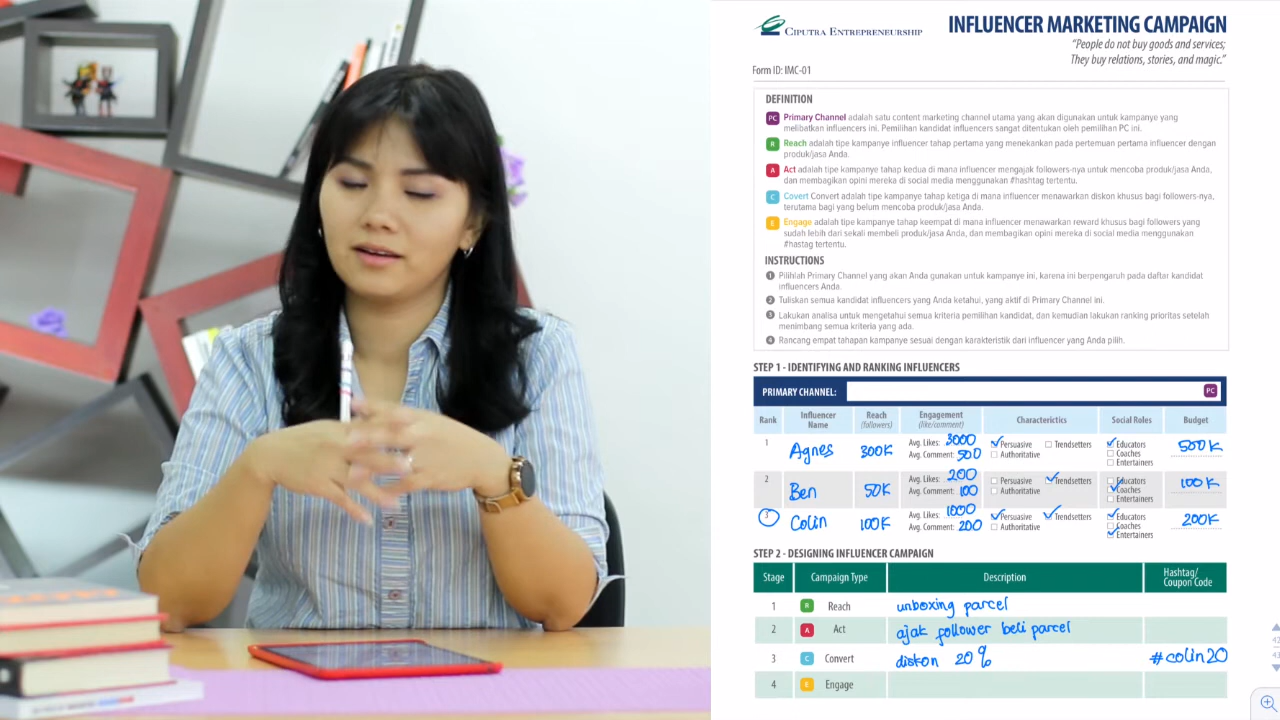 CIPUTRA ENTREPRENEURSHIP
INFLUENCER MARKETING CAMPAIGN
“People do not buy goods and services;
They buy relations, stories, and magic.”
Form ID: IMC-01
DEFINITION
PC Primary Channel adalah satu content marketing channel utama yang akan digunakan untuk kampanye yang
melibatkan influencers ini. Pemilihan kandidat influencers sangat ditentukan oleh pemilihan PC ini.
R Reach adalah tipe kampanye influencer tahap pertama yang menekankan pada pertemuan pertama influencer dengan
produk/jasa Anda.
A Act adalah tipe kampanye tahap kedua di mana influencer mengajak followers-nya untuk mencoba produk/jasa Anda,
dan membagikan opini mereka di social media menggunakan #hashtag tertentu.
C Covert Convert adalah tipe kampanye tahap ketiga di mana influencer menawarkan diskon khusus bagi followers-nya,
terutama bagi yang belum mencoba produk/jasa Anda.
E Engage adalah tipe kampanye tahap keempat di mana influencer menawarkan reward khusus bagi followers yang
sudah lebih dari sekali membeli produk/jasa Anda, dan membagikan opini mereka di social media menggunakan
#hastag tertentu.
INSTRUCTIONS
1 Pilihlah Primary Channel yang akan Anda gunakan untuk kampanye ini, karena ini berpengaruh pada daftar kandidat
influencers Anda.
2 Tuliskan semua kandidat influencers yang Anda ketahui, yang aktif di Primary Channel ini.
3 Lakukan analisa untuk mengetahui semua kriteria pemilihan kandidat, dan kemudian lakukan ranking prioritas setelah
menimbang semua kriteria yang ada.
4 Rancang empat tahapan kampanye sesuai dengan karakteristik dari influencer yang Anda pilih.
STEP 1 - IDENTIFYING AND RANKING INFLUENCERS
PRIMARY CHANNEL: PC
Rank Influencer Name Reach (followers) Engagement (like/comment) Characterictics Social Roles Budget
1 Agnes 300K Avg. Likes: 3000 Persuasive Trendsetters Educators 500K
Avg. Comment: 500 Authoritative Coaches
Entertainers
2 Ben 50K Avg. Likes: 200 Persuasive Trendsetters Educators 100K
Avg. Comment: 100 Authoritative Coaches
Entertainers
3 Colin 100K Avg. Likes: 1000 Persuasive Trendsetters Educators 200K
Avg. Comment: 200 Authoritative Coaches
Entertainers
STEP 2 - DESIGNING INFLUENCER CAMPAIGN
Stage Campaign Type Description Hashtag/ Coupon Code
1 R Reach unboxing parcel
2 A Act ajak follower beli parcel
3 C Convert diskon 20% #colin20
4 E Engage